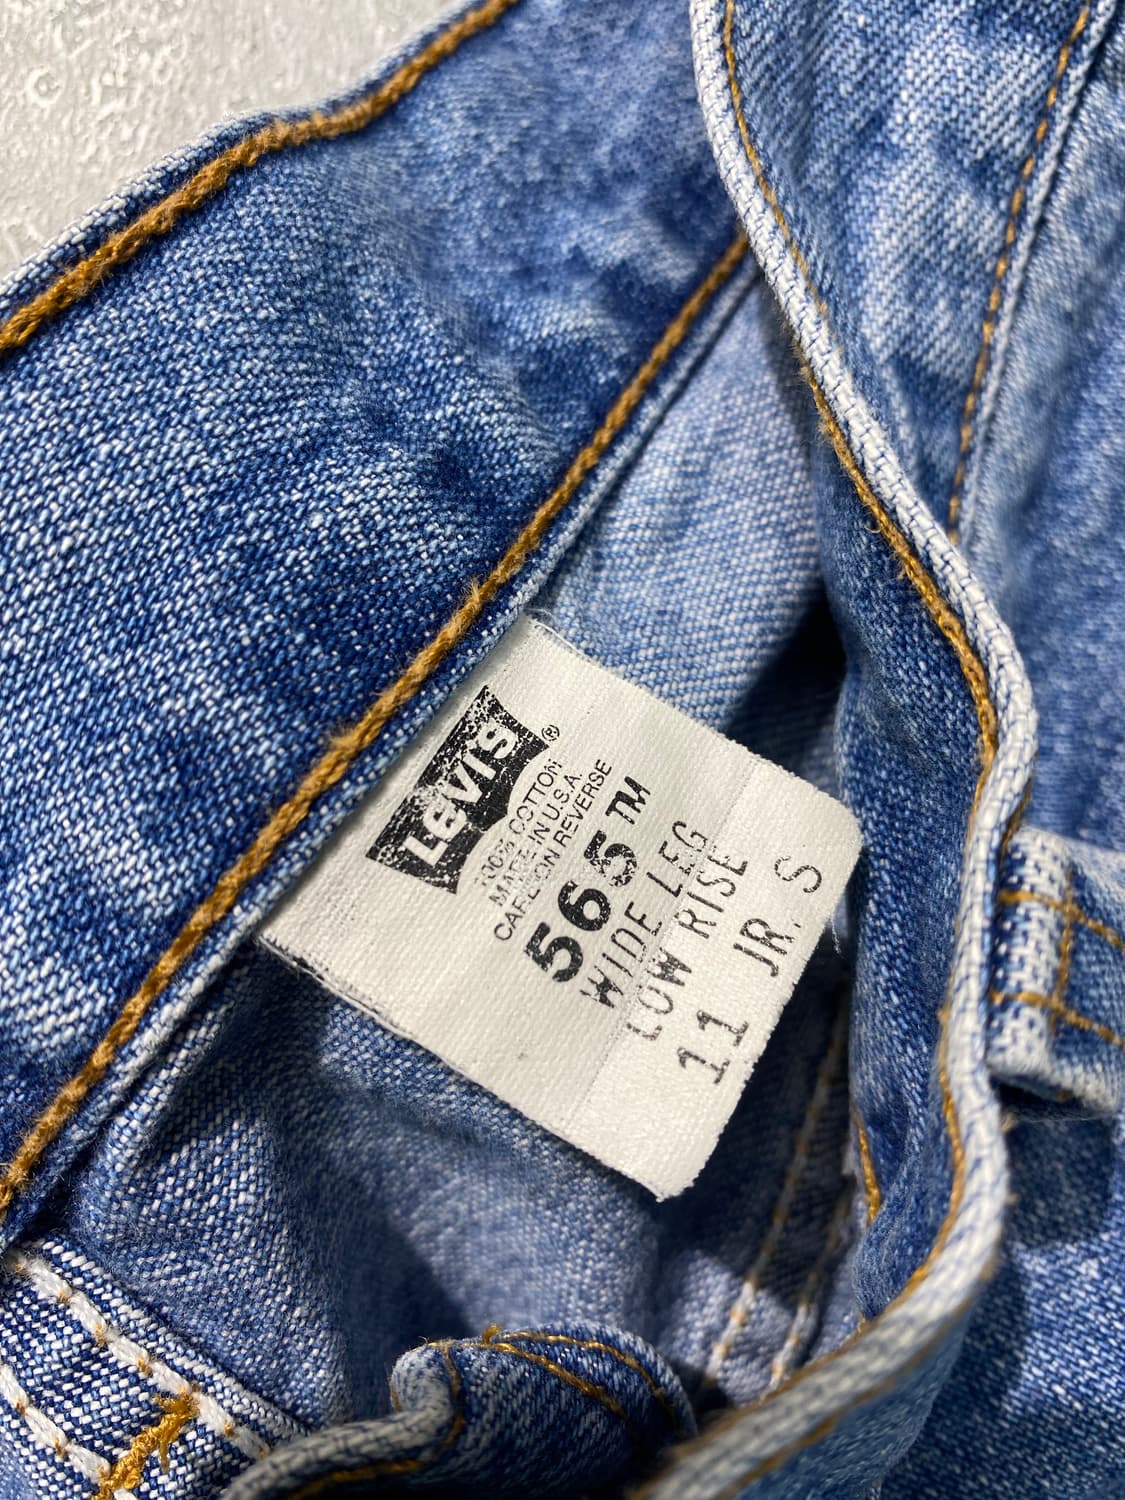 Levi's®
100% COTTON
MADE IN U.S.A.
CARE ON REVERSE
565™
WIDE LEG
LOW RISE
11 JR. S